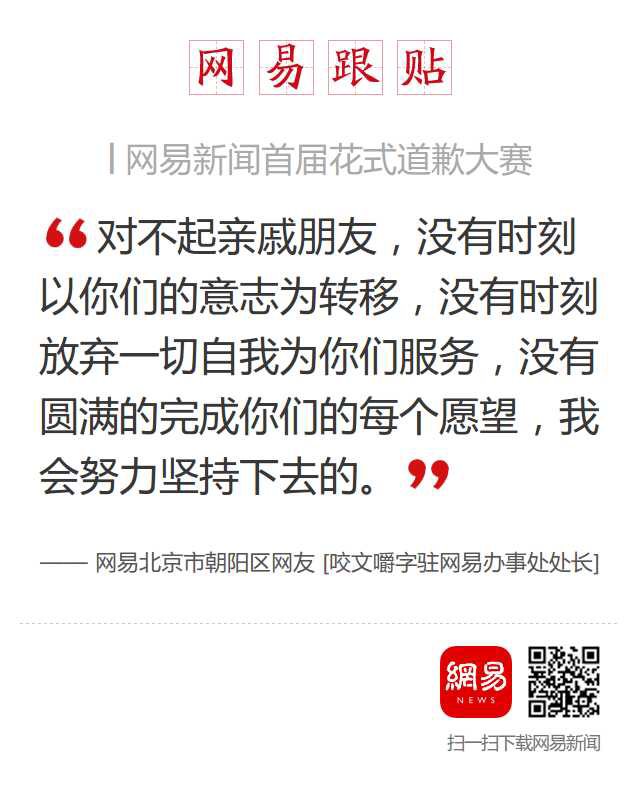 网易跟贴
| 网易新闻首届花式道歉大赛
“对不起亲戚朋友，没有时刻
以你们的意志为转移，没有时刻
放弃一切自我为你们服务，没有
圆满的完成你们的每个愿望，我
会努力坚持下去的。”
—— 网易北京市朝阳区网友 [咬文嚼字驻网易办事处处长]
網易
NEWS
扫一扫下载网易新闻